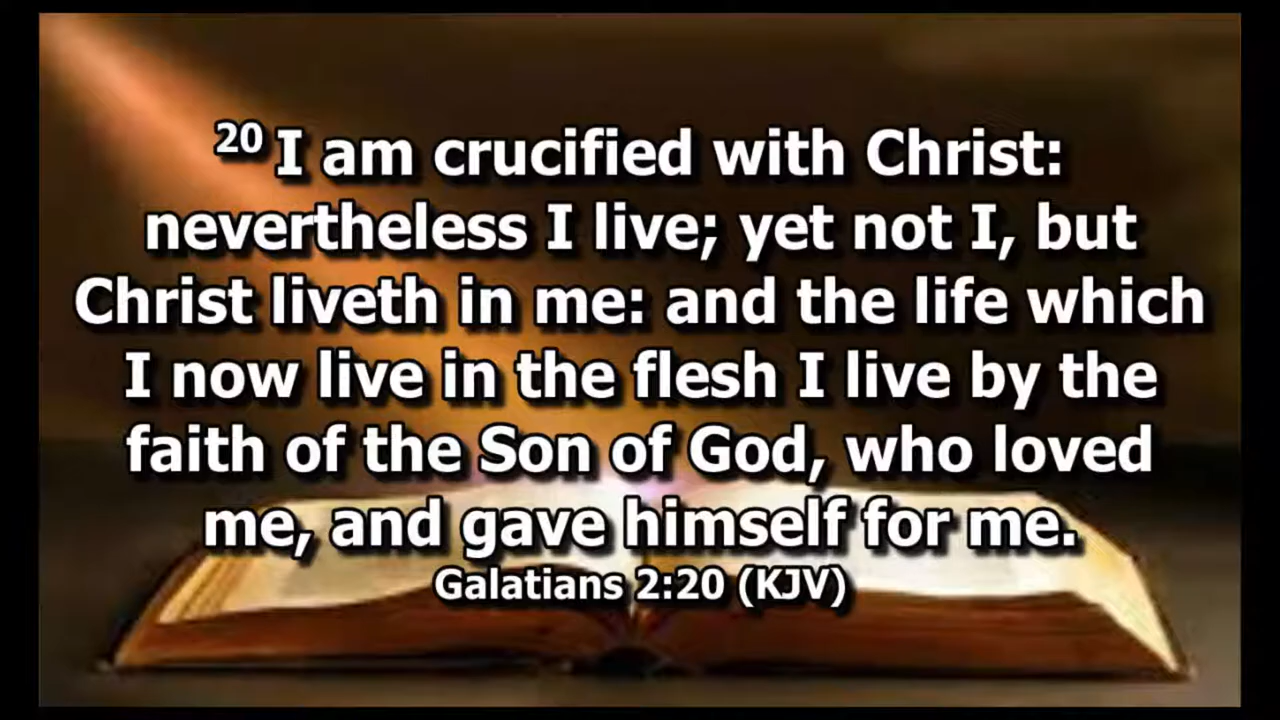 20 I am crucified with Christ:
nevertheless I live; yet not I, but
Christ liveth in me: and the life which
I now live in the flesh I live by the
faith of the Son of God, who loved
me, and gave himself for me.
Galatians 2:20 (KJV)